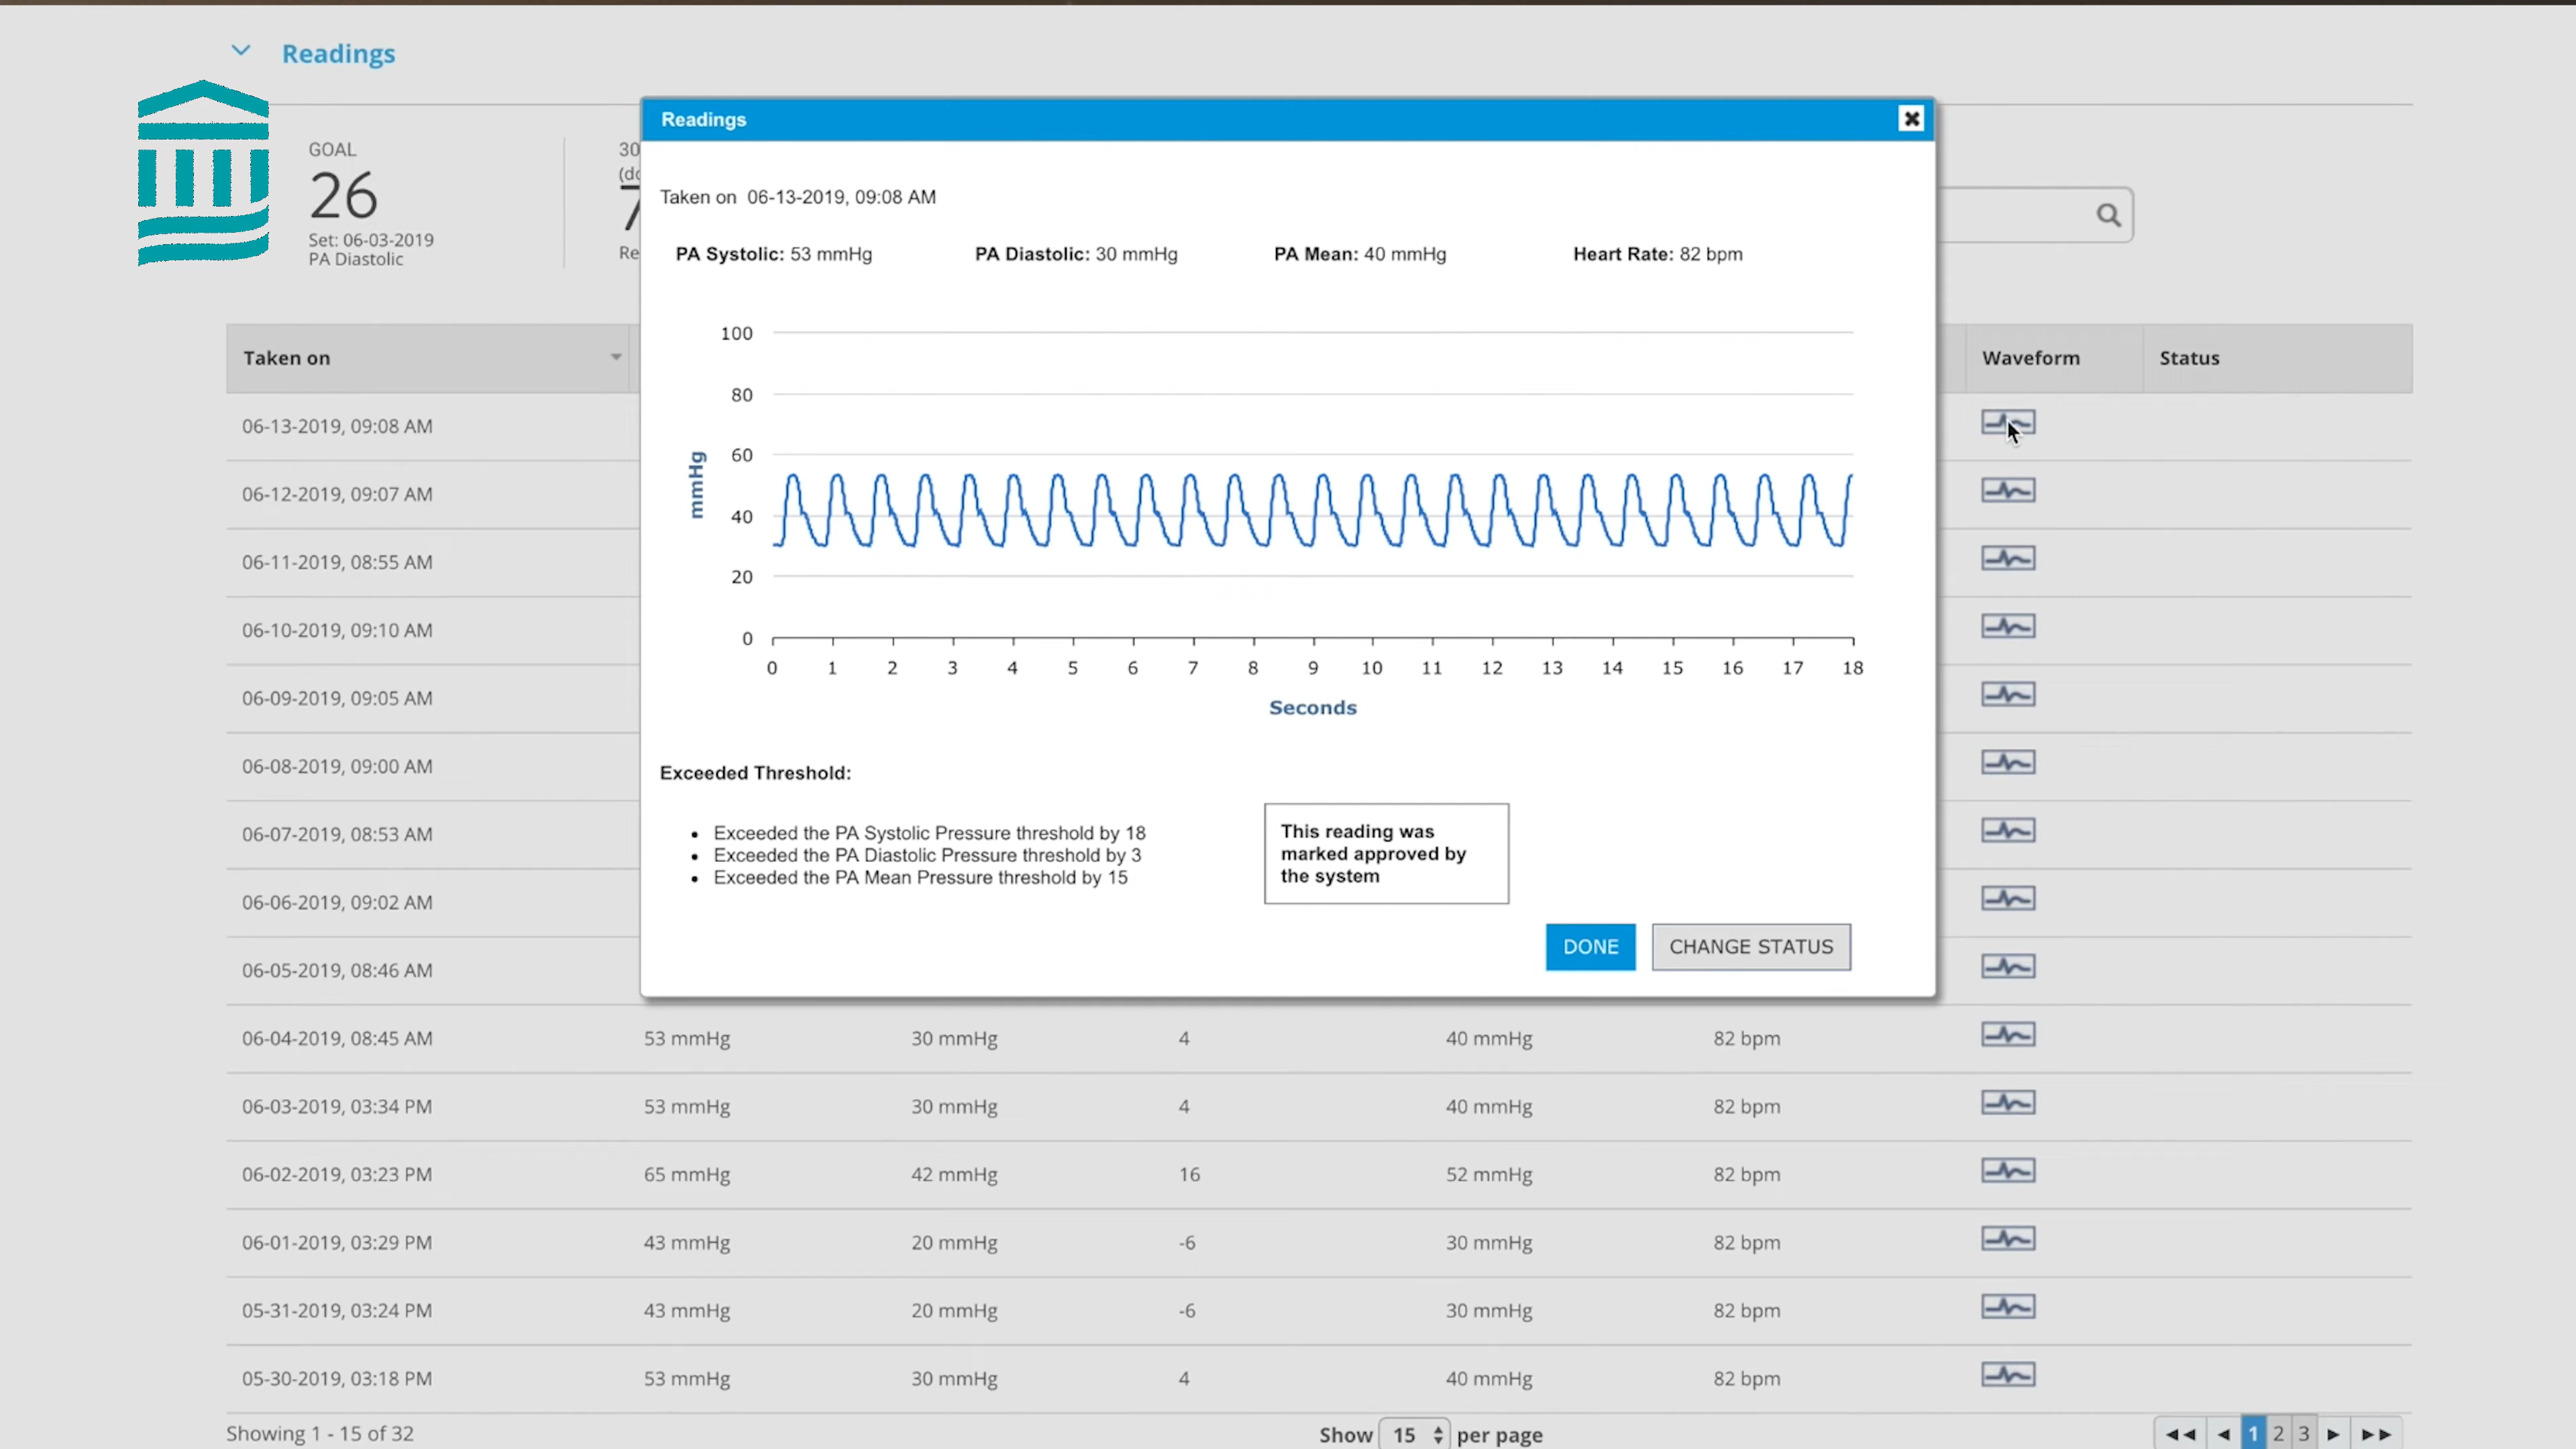 Readings
GOAL
26
Set: 06-03-2019
PA Diastolic
30
7
Re
Readings
Taken on 06-13-2019, 09:08 AM
PA Systolic: 53 mmHg PA Diastolic: 30 mmHg PA Mean: 40 mmHg Heart Rate: 82 bpm
100
80
60
40
20
0
mmHg
0 1 2 3 4 5 6 7 8 9 10 11 12 13 14 15 16 17 18
Seconds
Exceeded Threshold:
• Exceeded the PA Systolic Pressure threshold by 18
• Exceeded the PA Diastolic Pressure threshold by 3
• Exceeded the PA Mean Pressure threshold by 15
This reading was
marked approved by
the system
DONE CHANGE STATUS
Taken on Waveform Status
06-13-2019, 09:08 AM
06-12-2019, 09:07 AM
06-11-2019, 08:55 AM
06-10-2019, 09:10 AM
06-09-2019, 09:05 AM
06-08-2019, 09:00 AM
06-07-2019, 08:53 AM
06-06-2019, 09:02 AM
06-05-2019, 08:46 AM
06-04-2019, 08:45 AM 53 mmHg 30 mmHg 4 40 mmHg 82 bpm
06-03-2019, 03:34 PM 53 mmHg 30 mmHg 4 40 mmHg 82 bpm
06-02-2019, 03:23 PM 65 mmHg 42 mmHg 16 52 mmHg 82 bpm
06-01-2019, 03:29 PM 43 mmHg 20 mmHg -6 30 mmHg 82 bpm
05-31-2019, 03:24 PM 43 mmHg 20 mmHg -6 30 mmHg 82 bpm
05-30-2019, 03:18 PM 53 mmHg 30 mmHg 4 40 mmHg 82 bpm
Showing 1 - 15 of 32 Show 15 per page 1 2 3